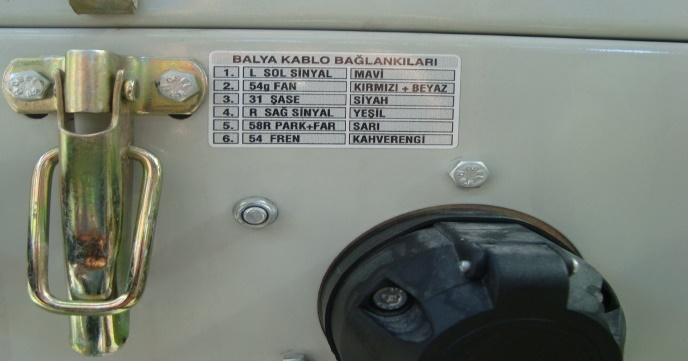 BALYA KABLO BAĞLANKILARI
1. L SOL SİNYAL MAVİ
2. 54g FAN KIRMIZI + BEYAZ
3. 31 ŞASE SİYAH
4. R SAĞ SİNYAL YEŞİL
5. 58R PARK+FAR SARI
6. 54 FREN KAHVERENGİ